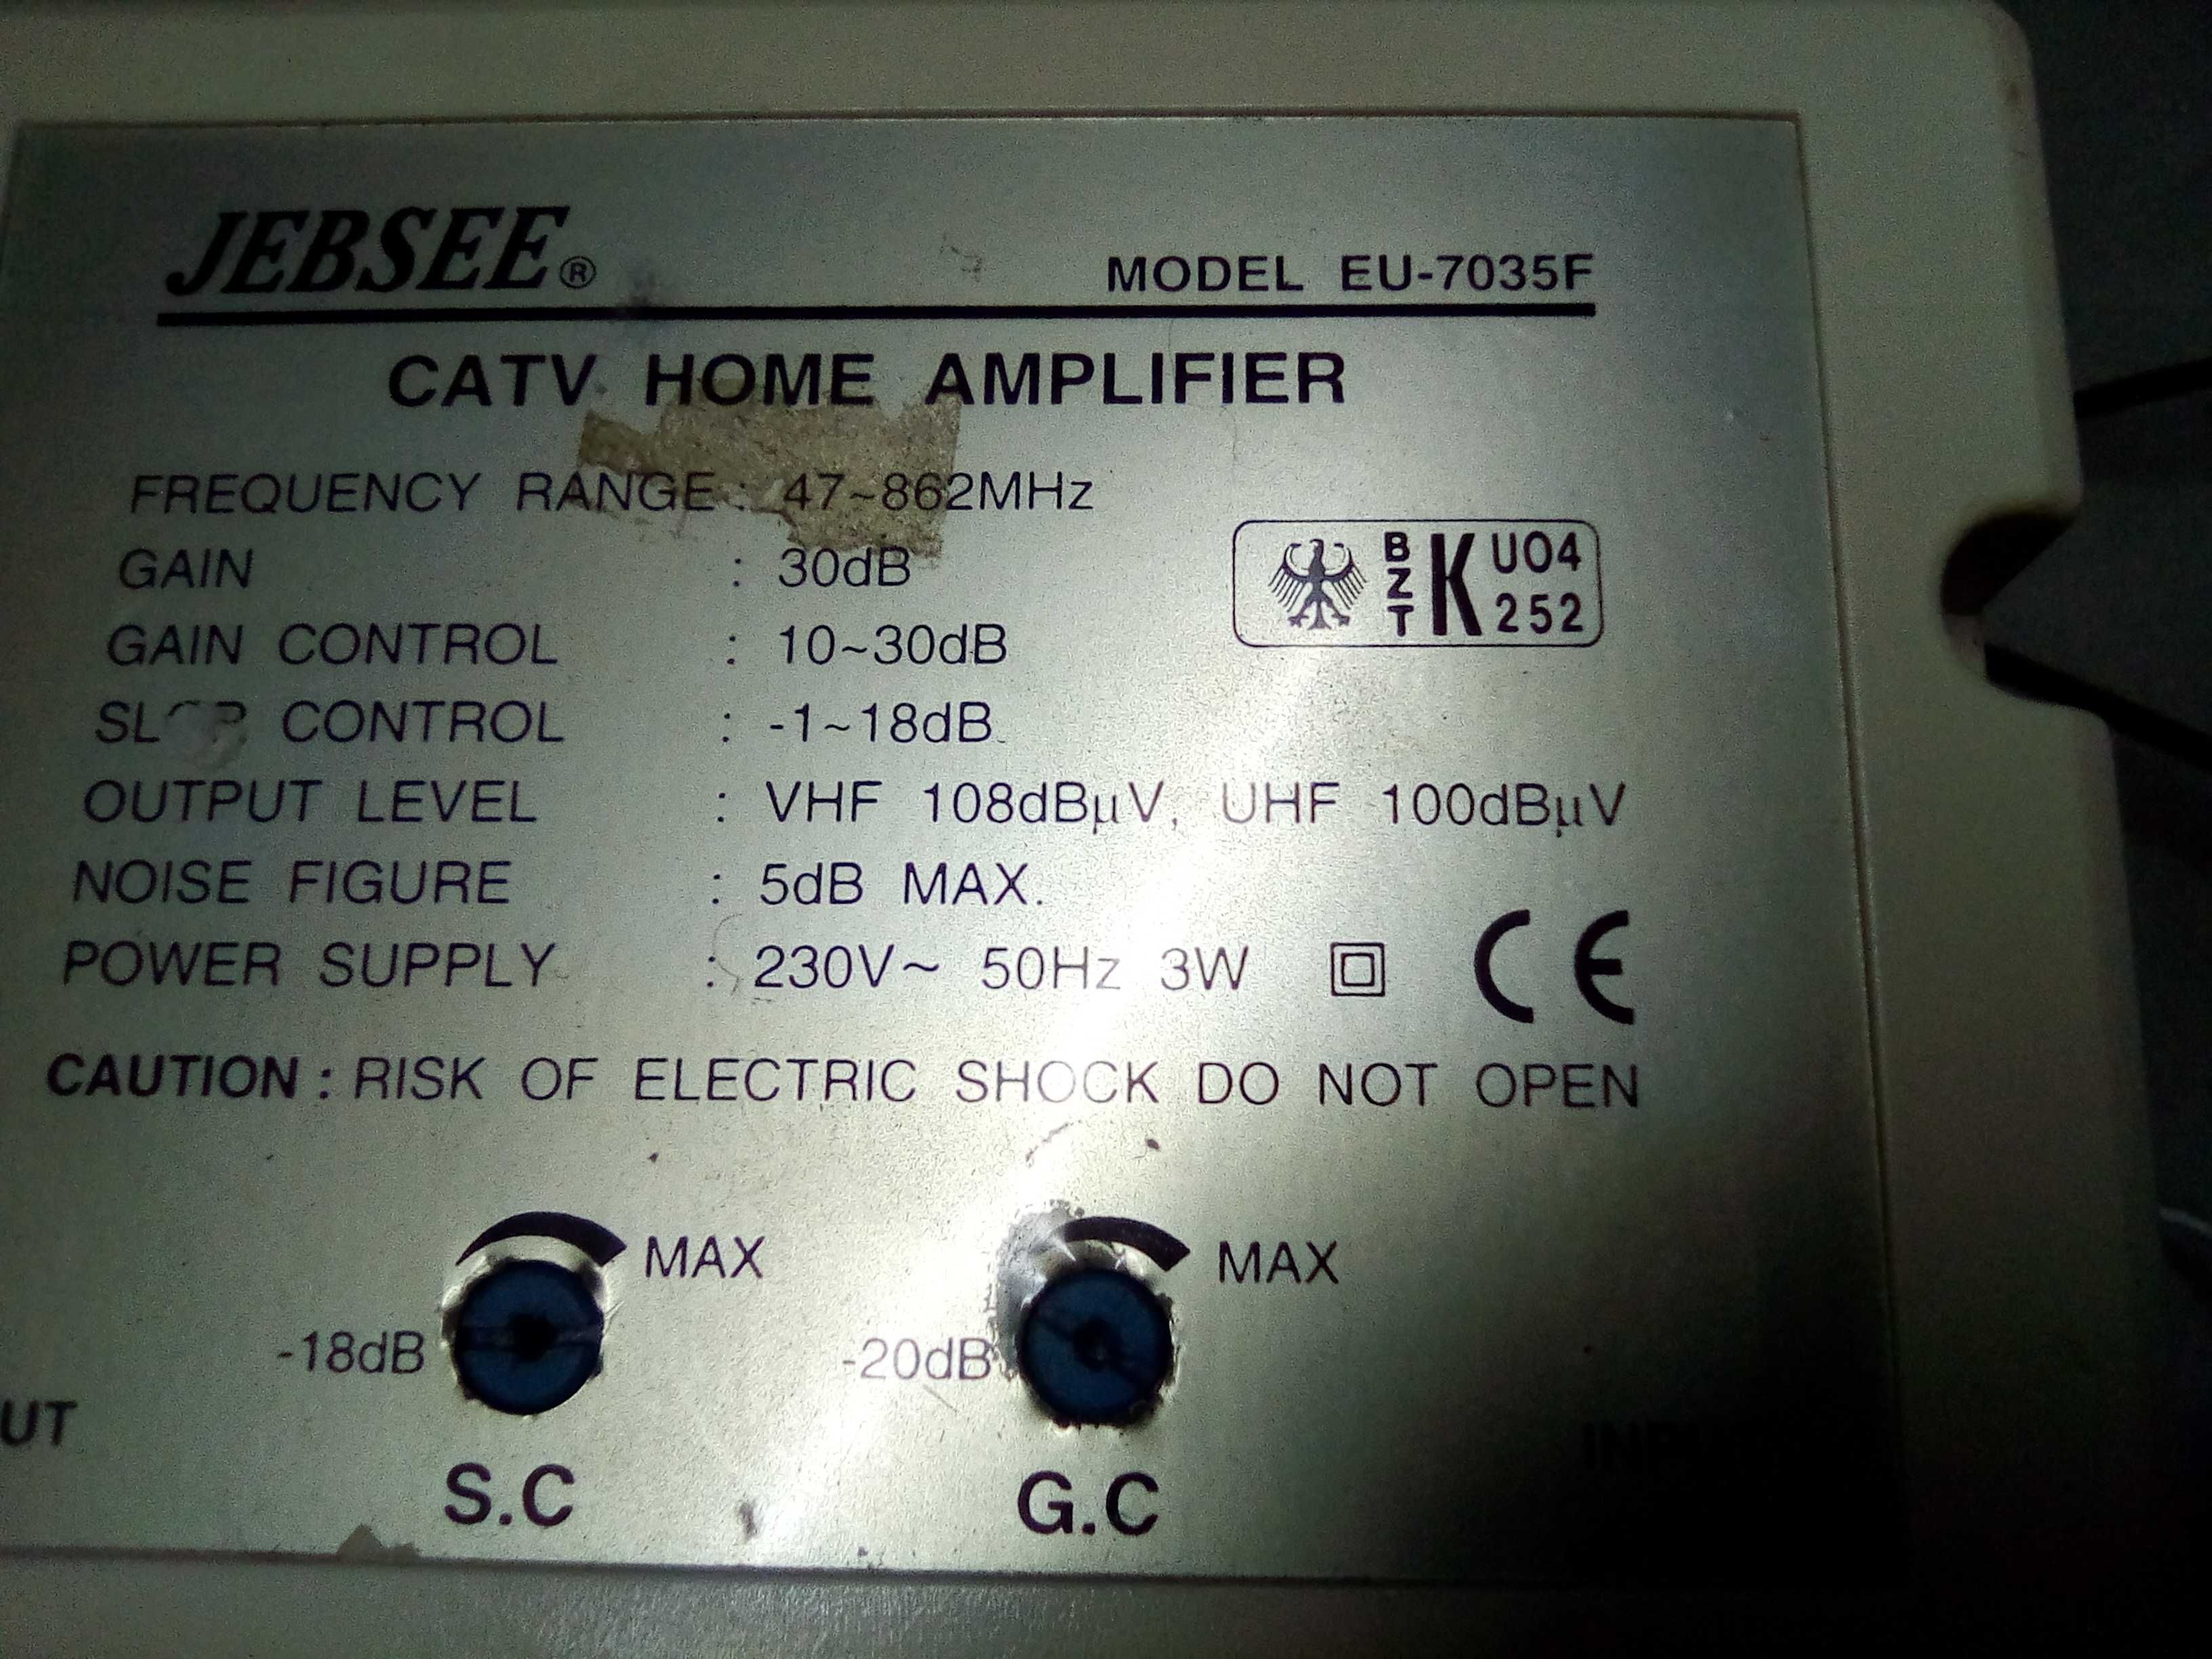 JEBSEE®
MODEL EU-7035F
CATV HOME AMPLIFIER
FREQUENCY RANGE : 47~862MHz
GAIN : 30dB
GAIN CONTROL : 10~30dB
CONTROL : -1~18dB
OUTPUT LEVEL : VHF 108dBμV, UHF 100dBμV
NOISE FIGURE : 5dB MAX.
POWER SUPPLY : 230V~ 50Hz 3W CE
BZT K U04 252
CAUTION : RISK OF ELECTRIC SHOCK DO NOT OPEN
MAX MAX
-18dB -20dB
S.C G.C